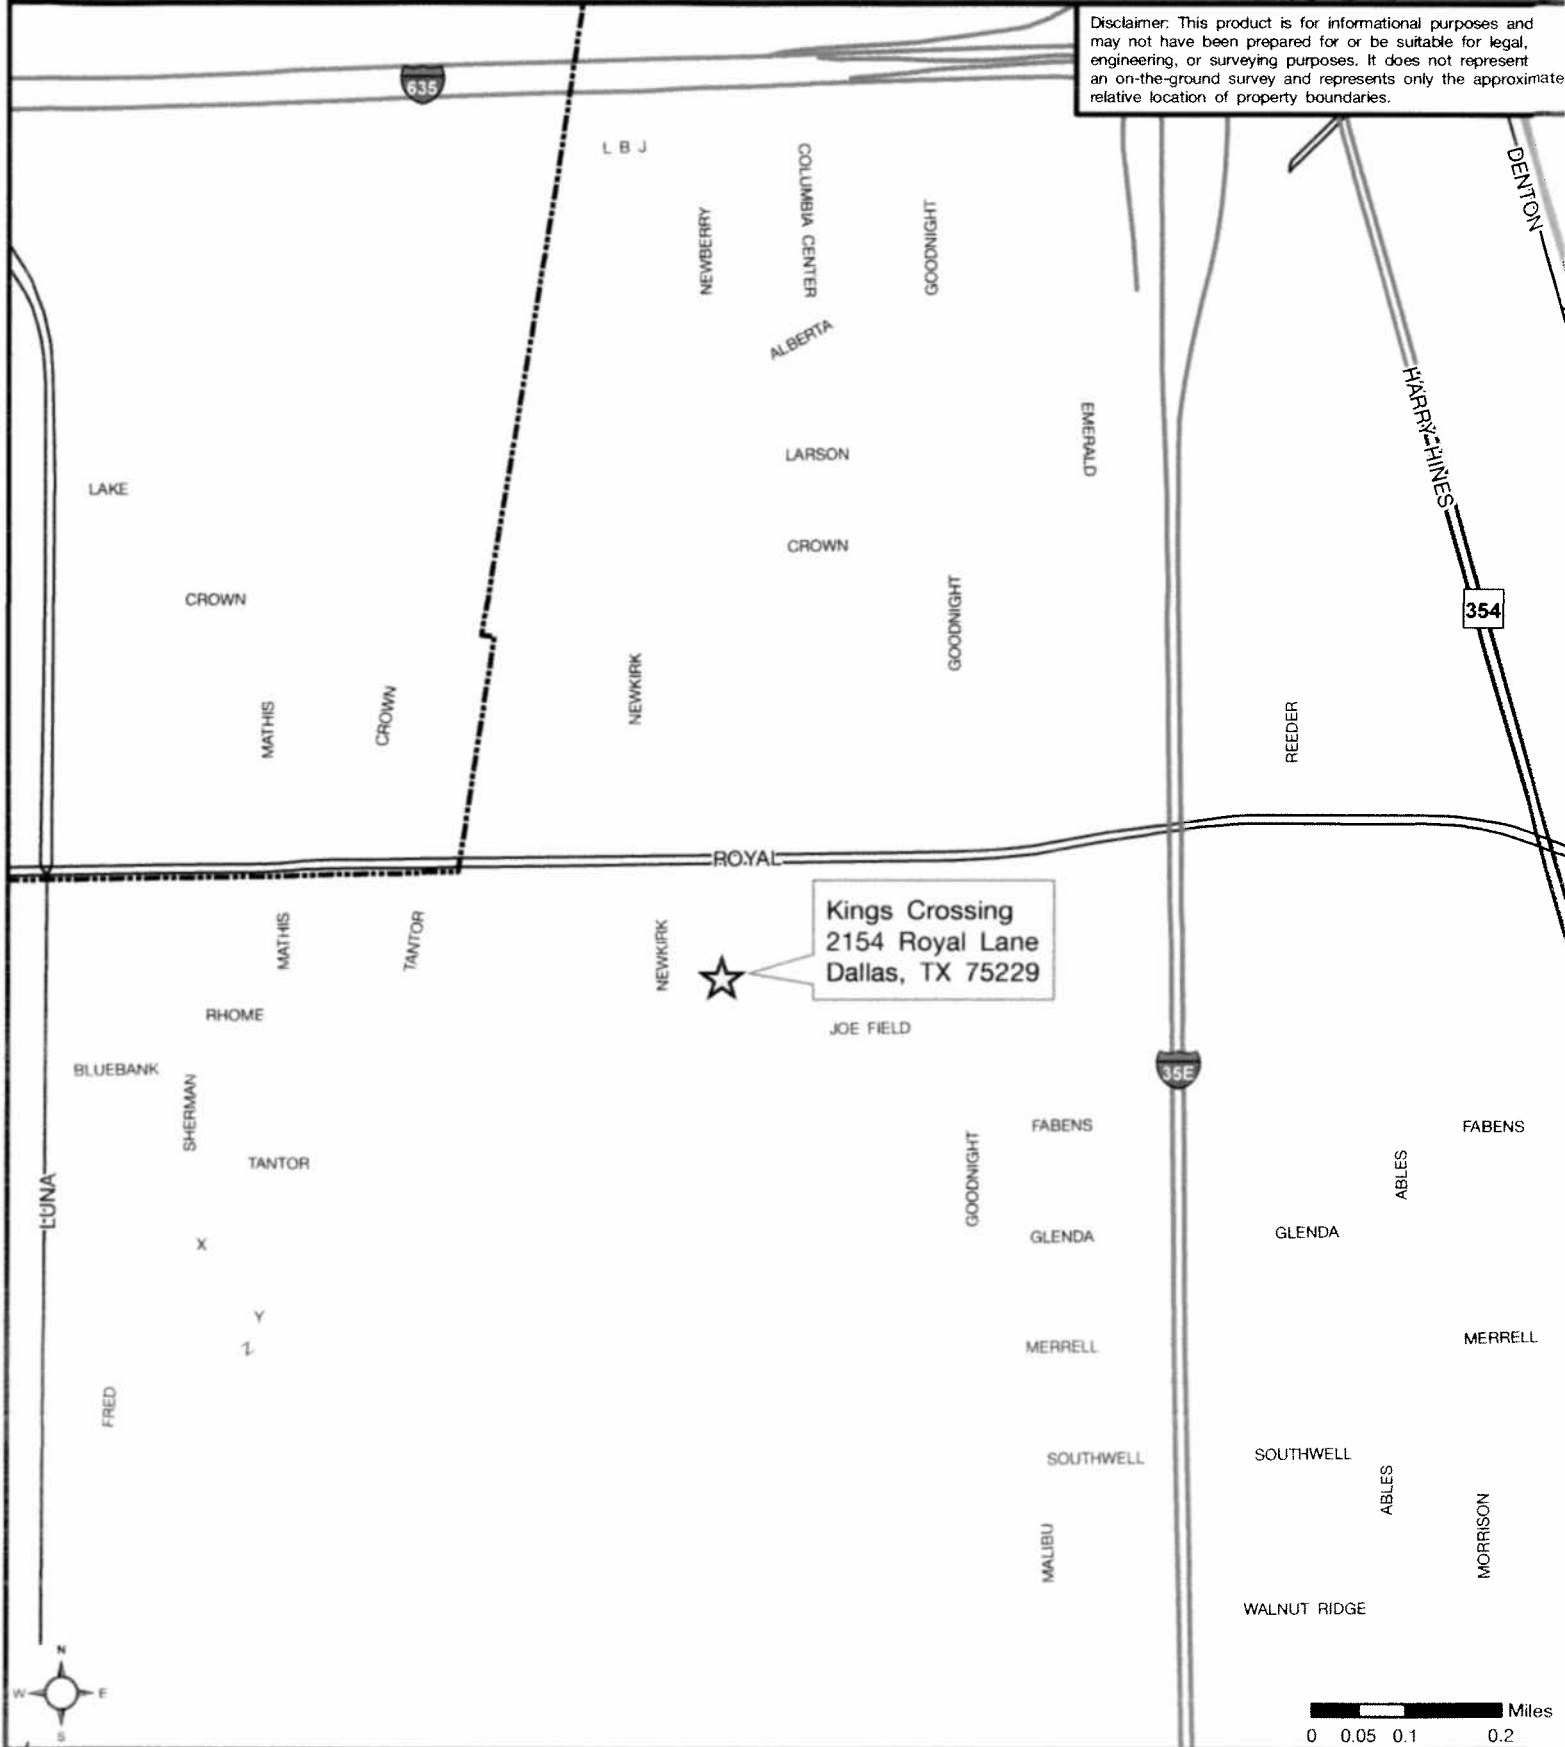 Disclaimer: This product is for informational purposes and
may not have been prepared for or be suitable for legal,
engineering, or surveying purposes. It does not represent
an on-the-ground survey and represents only the approximate
relative location of property boundaries.
635
LBJ
COLUMBIA CENTER
DENTON
NEWBERRY
GOODNIGHT
ALBERTA
HARRY HINES
EMERALD
LARSON
LAKE
CROWN
CROWN
354
GOODNIGHT
NEWKIRK
MATHIS
CROWN
REEDER
ROYAL
Kings Crossing
2154 Royal Lane
Dallas, TX 75229
MATHIS
TANTOR
NEWKIRK
RHOME
JOE FIELD
BLUEBANK
35E
SHERMAN
FABENS
FABENS
TANTOR
GOODNIGHT
ABLES
LUNA
X
GLENDA
GLENDA
Y
Z
MERRELL
MERRELL
FRED
SOUTHWELL
SOUTHWELL
ABLES
MALIBU
MORRISON
WALNUT RIDGE
N
W E
S
Miles
0 0.05 0.1 0.2